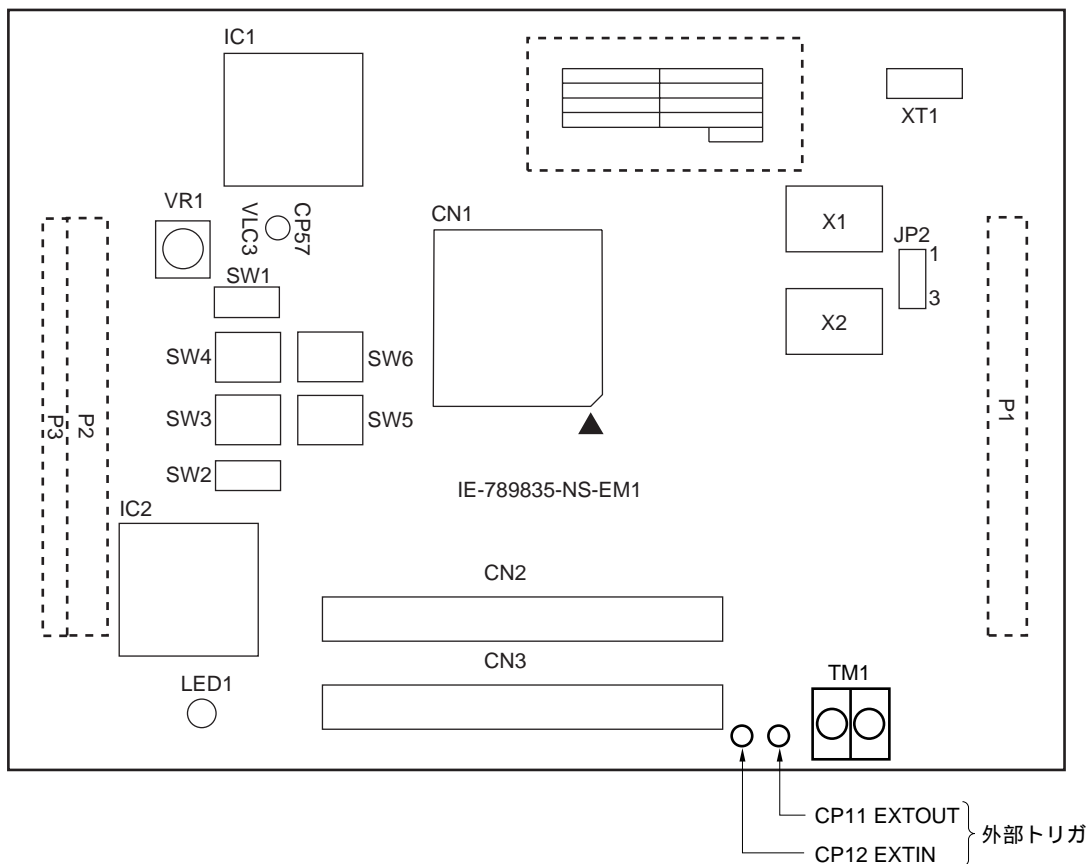 IC1
XT1
VR1
VLC3
CP57
CN1
X1
JP2
1
SW1
3
X2
SW4
SW6
P3
P2
P1
SW3
SW5
SW2
IE-789835-NS-EM1
IC2
CN2
CN3
LED1
TM1
CP11 EXTOUT
外部トリガ
CP12 EXTIN